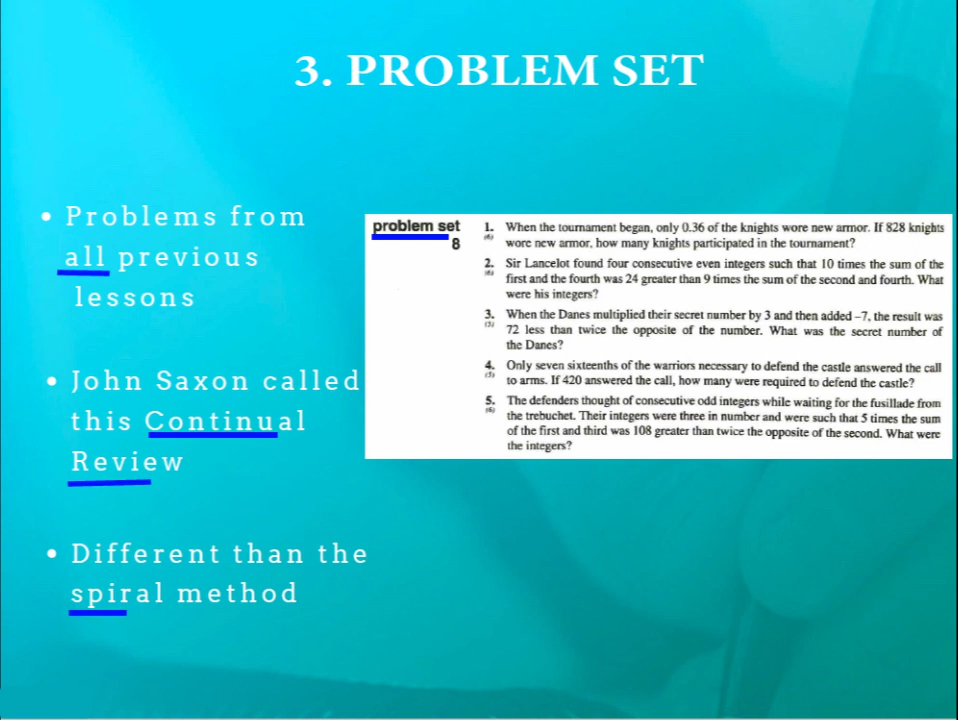 3. PROBLEM SET
• Problems from
all previous
lessons
• John Saxon called
this Continual
Review
• Different than the
spiral method
problem set
8
1. When the tournament began, only 0.36 of the knights wore new armor. If 828 knights
(6) wore new armor, how many knights participated in the tournament?
2. Sir Lancelot found four consecutive even integers such that 10 times the sum of the
(6) first and the fourth was 24 greater than 9 times the sum of the second and fourth. What
were his integers?
3. When the Danes multiplied their secret number by 3 and then added –7, the result was
(5) 72 less than twice the opposite of the number. What was the secret number of
the Danes?
4. Only seven sixteenths of the warriors necessary to defend the castle answered the call
(5) to arms. If 420 answered the call, how many were required to defend the castle?
5. The defenders thought of consecutive odd integers while waiting for the fusillade from
(6) the trebuchet. Their integers were three in number and were such that 5 times the sum
of the first and third was 108 greater than twice the opposite of the second. What were
the integers?